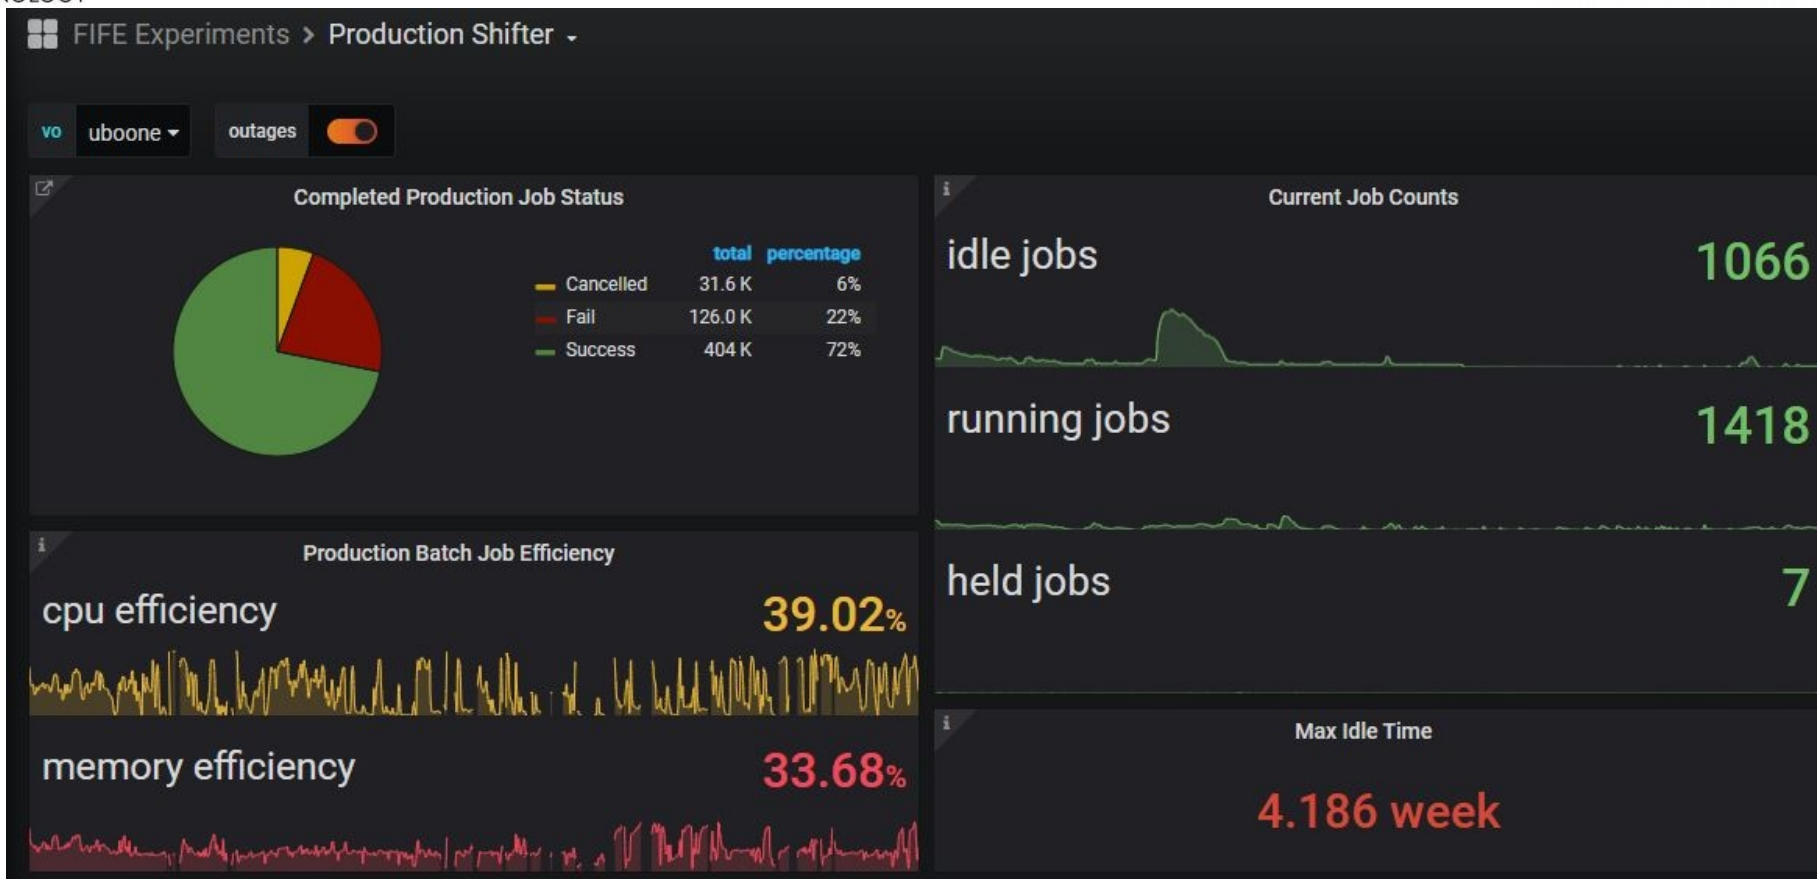 FIFE Experiments > Production Shifter
vo uboone outages
Completed Production Job Status
total percentage
Cancelled 31.6 K 6%
Fail 126.0 K 22%
Success 404 K 72%
Production Batch Job Efficiency
cpu efficiency 39.02%
memory efficiency 33.68%
Current Job Counts
idle jobs 1066
running jobs 1418
held jobs 7
Max Idle Time
4.186 week